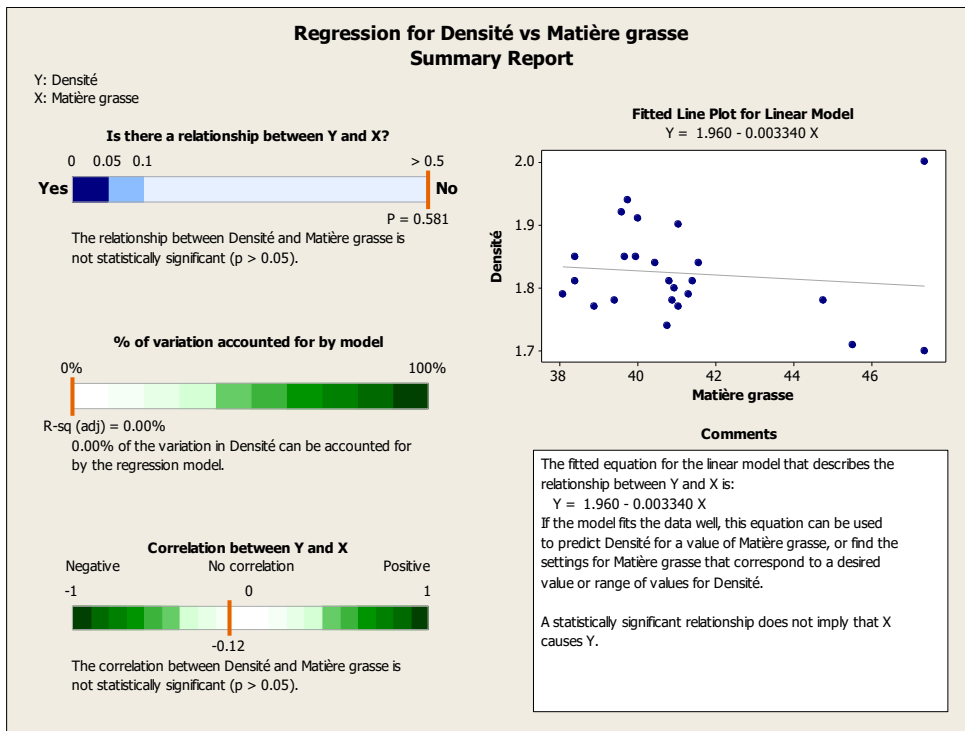 Regression for Densité vs Matière grasse
Summary Report
Y: Densité
X: Matière grasse
Is there a relationship between Y and X?
0 0.05 0.1 > 0.5
Yes No
P = 0.581
The relationship between Densité and Matière grasse is
not statistically significant (p > 0.05).
% of variation accounted for by model
0% 100%
R-sq (adj) = 0.00%
0.00% of the variation in Densité can be accounted for
by the regression model.
Correlation between Y and X
Negative No correlation Positive
-1 0 1
-0.12
The correlation between Densité and Matière grasse is
not statistically significant (p > 0.05).
Fitted Line Plot for Linear Model
Y = 1.960 - 0.003340 X
2.0
1.9
1.8
1.7
Densité
38 40 42 44 46
Matière grasse
Comments
The fitted equation for the linear model that describes the
relationship between Y and X is:
Y = 1.960 - 0.003340 X
If the model fits the data well, this equation can be used
to predict Densité for a value of Matière grasse, or find the
settings for Matière grasse that correspond to a desired
value or range of values for Densité.
A statistically significant relationship does not imply that X
causes Y.